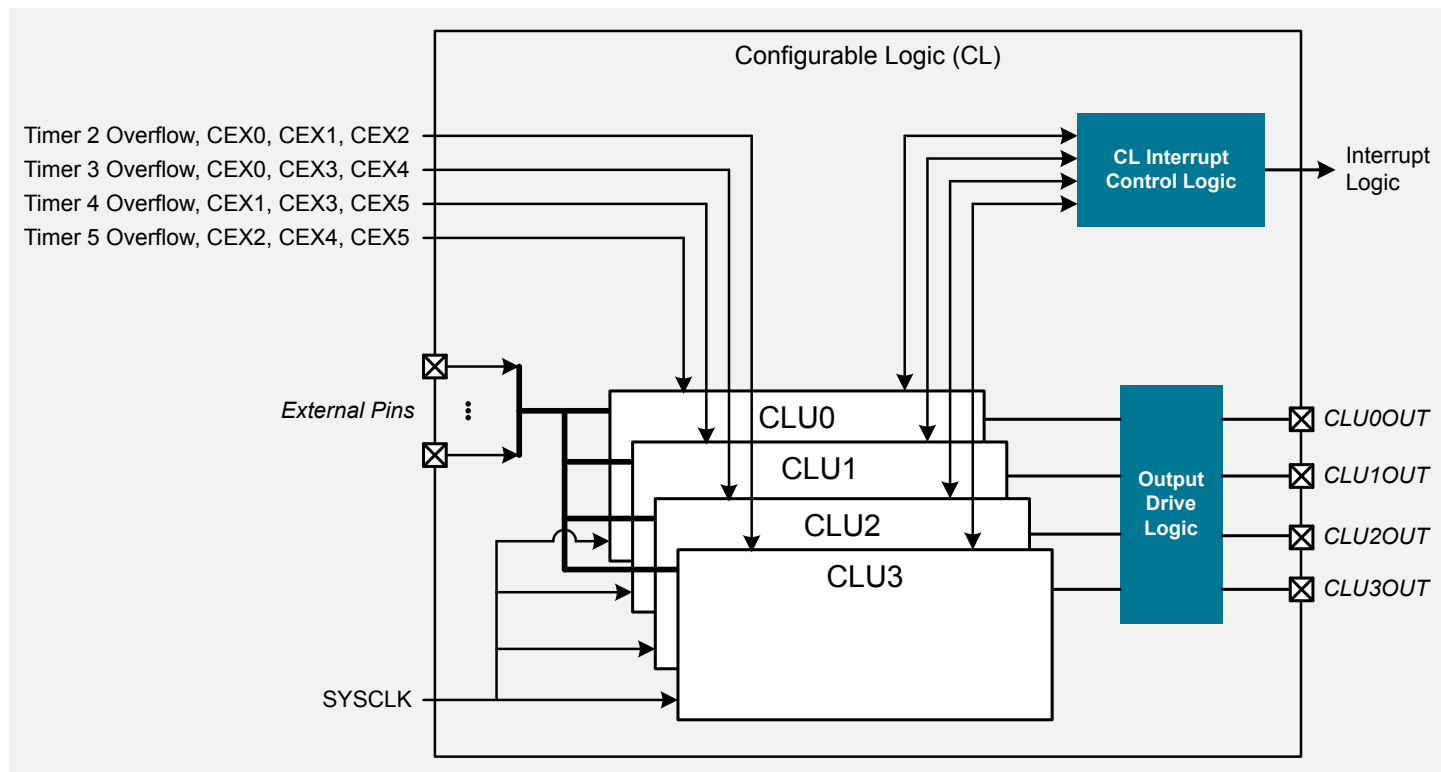 Configurable Logic (CL)
Timer 2 Overflow, CEX0, CEX1, CEX2
Timer 3 Overflow, CEX0, CEX3, CEX4
Timer 4 Overflow, CEX1, CEX3, CEX5
Timer 5 Overflow, CEX2, CEX4, CEX5
CL Interrupt
Control Logic
Interrupt
Logic
External Pins
CLU0
CLU1
CLU2
CLU3
Output
Drive
Logic
CLU0OUT
CLU1OUT
CLU2OUT
CLU3OUT
SYSCLK